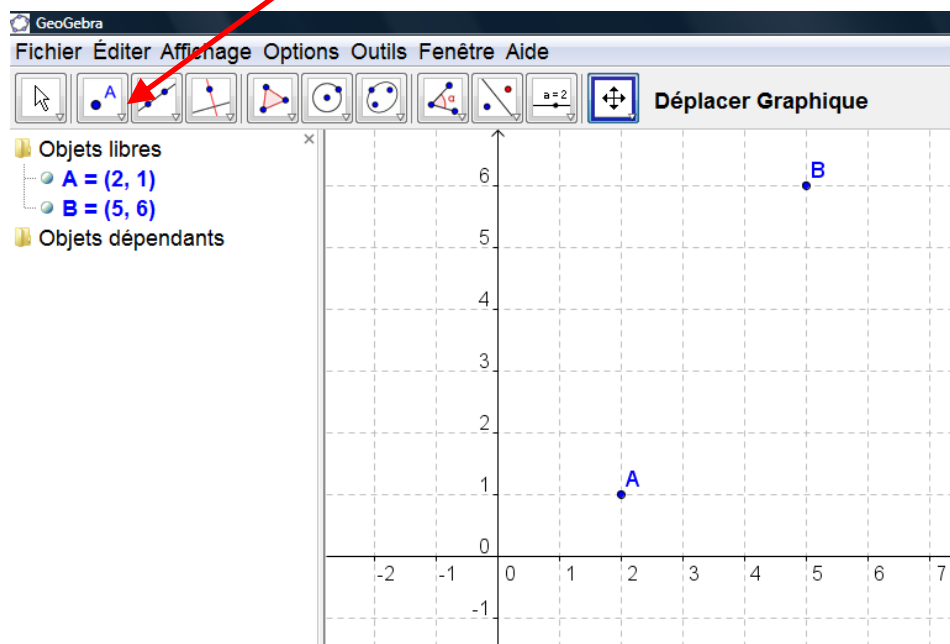 GeoGebra
Fichier Éditer Affichage Options Outils Fenêtre Aide
A α a = 2 Déplacer Graphique
Objets libres
A = (2, 1)
B = (5, 6)
Objets dépendants
B
6
5
4
3
2
A
1
0
-2 -1 0 1 2 3 4 5 6 7
-1